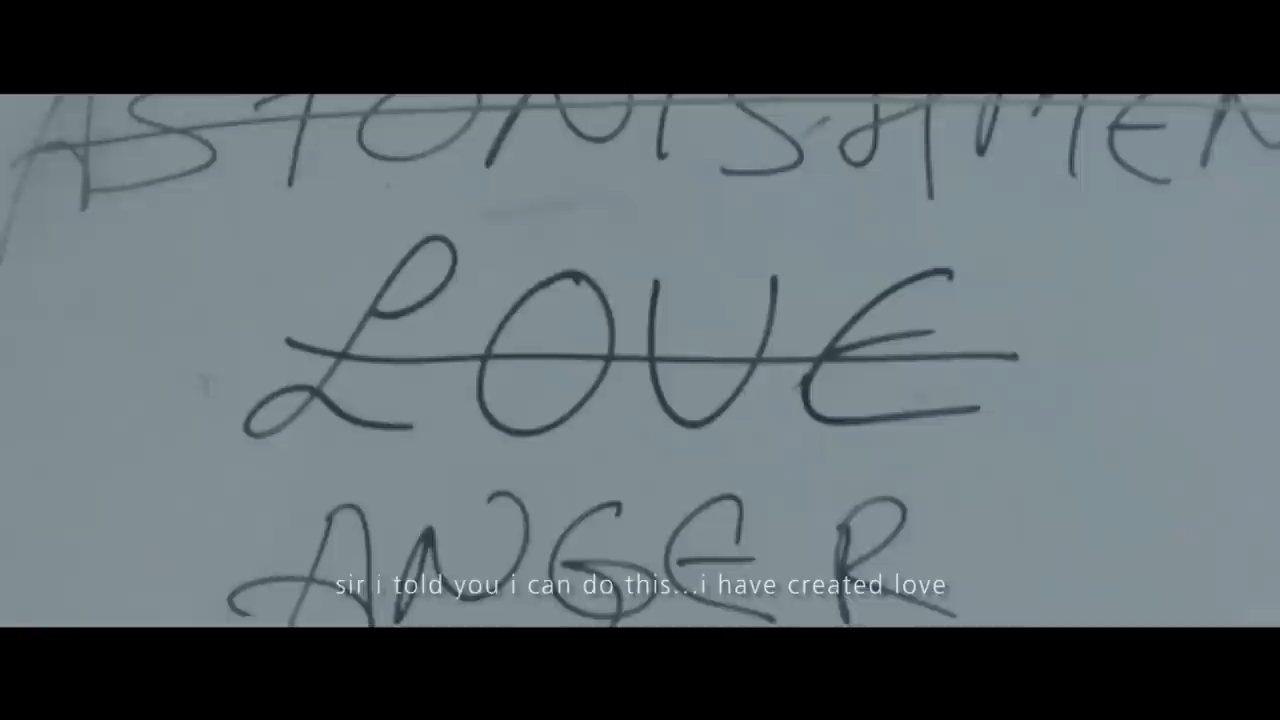 ASTONISHMEN
LOVE
ANGER
sir i told you i can do this...i have created love